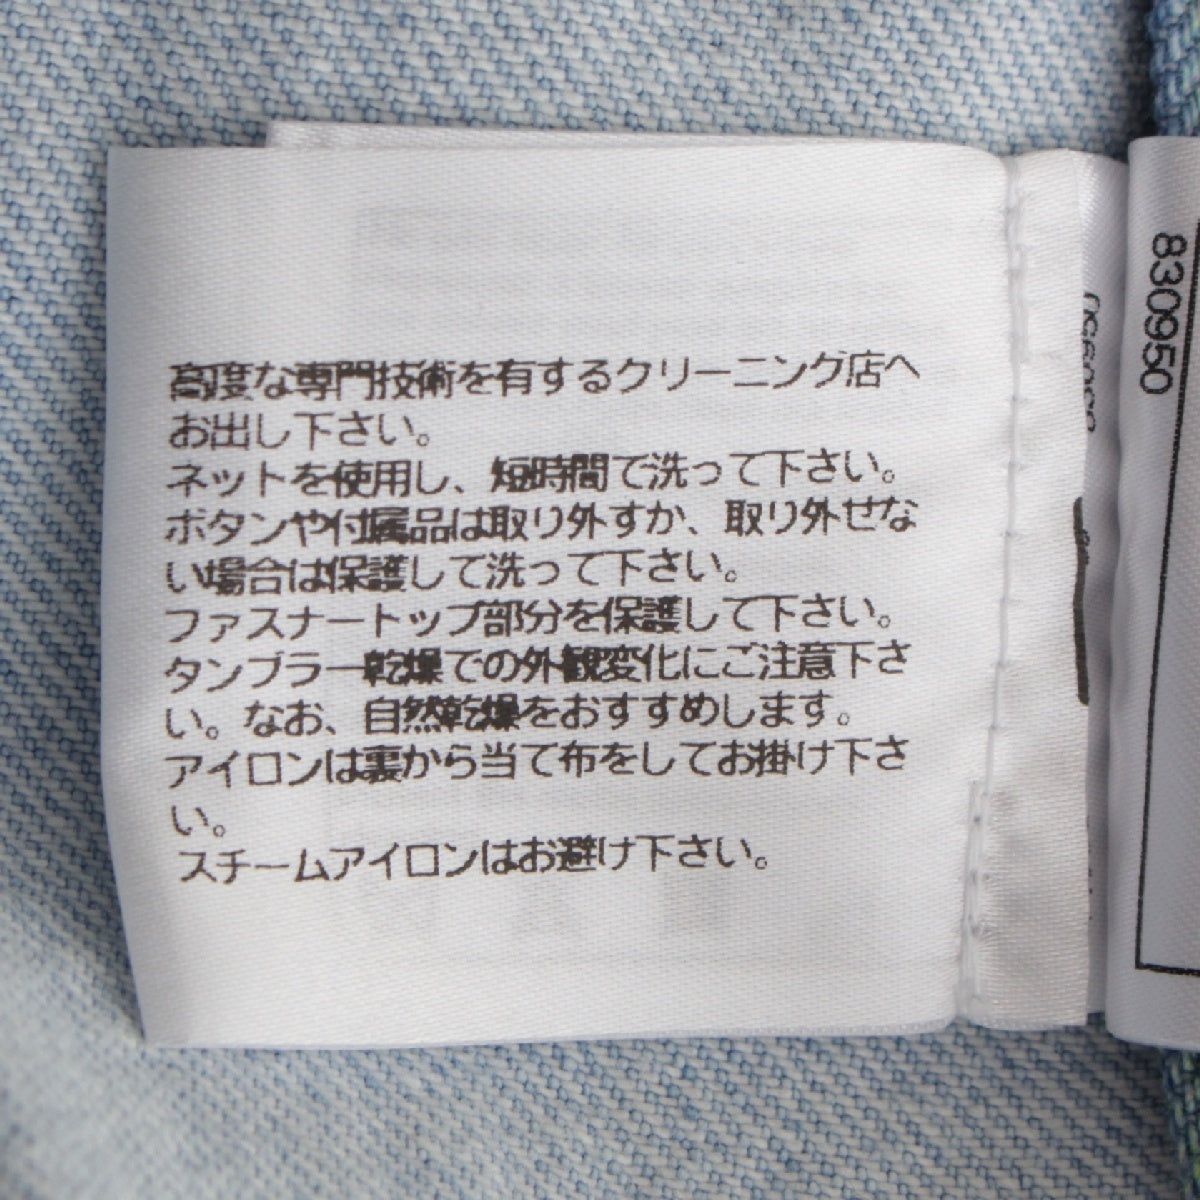 高度な専門技術を有するクリーニング店へ
お出し下さい。
ネットを使用し、短時間で洗って下さい。
ボタンや付属品は取り外すか、取り外せな
い場合は保護して洗って下さい。
ファスナートップ部分を保護して下さい。
タンブラー乾燥での外観変化にご注意下さ
い。なお、自然乾燥をおすすめします。
アイロンは裏から当て布をしてお掛け下さ
い。
スチームアイロンはお避け下さい。
830950